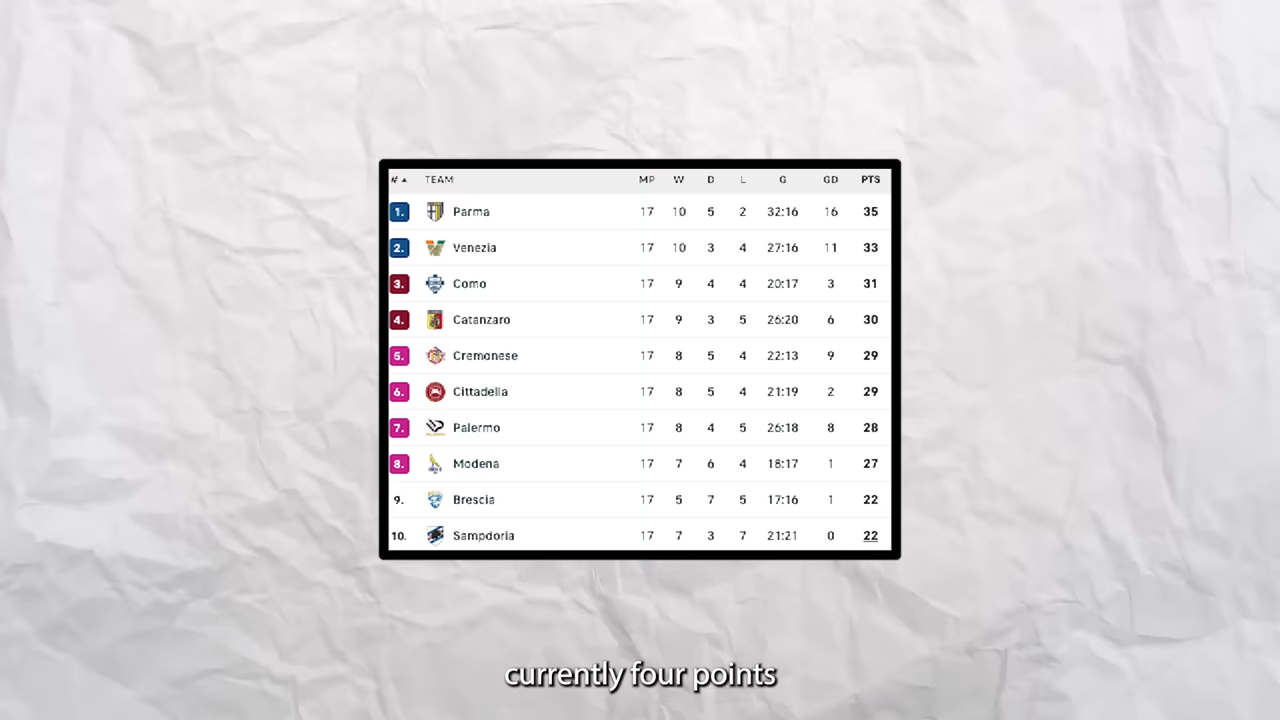 # ▲ TEAM MP W D L G GD PTS
1. Parma 17 10 5 2 32:16 16 35
2. Venezia 17 10 3 4 27:16 11 33
3. Como 17 9 4 4 20:17 3 31
4. Catanzaro 17 9 3 5 26:20 6 30
5. Cremonese 17 8 5 4 22:13 9 29
6. Cittadella 17 8 5 4 21:19 2 29
7. Palermo 17 8 4 5 26:18 8 28
8. Modena 17 7 6 4 18:17 1 27
9. Brescia 17 5 7 5 17:16 1 22
10. Sampdoria 17 7 3 7 21:21 0 22
currently four points